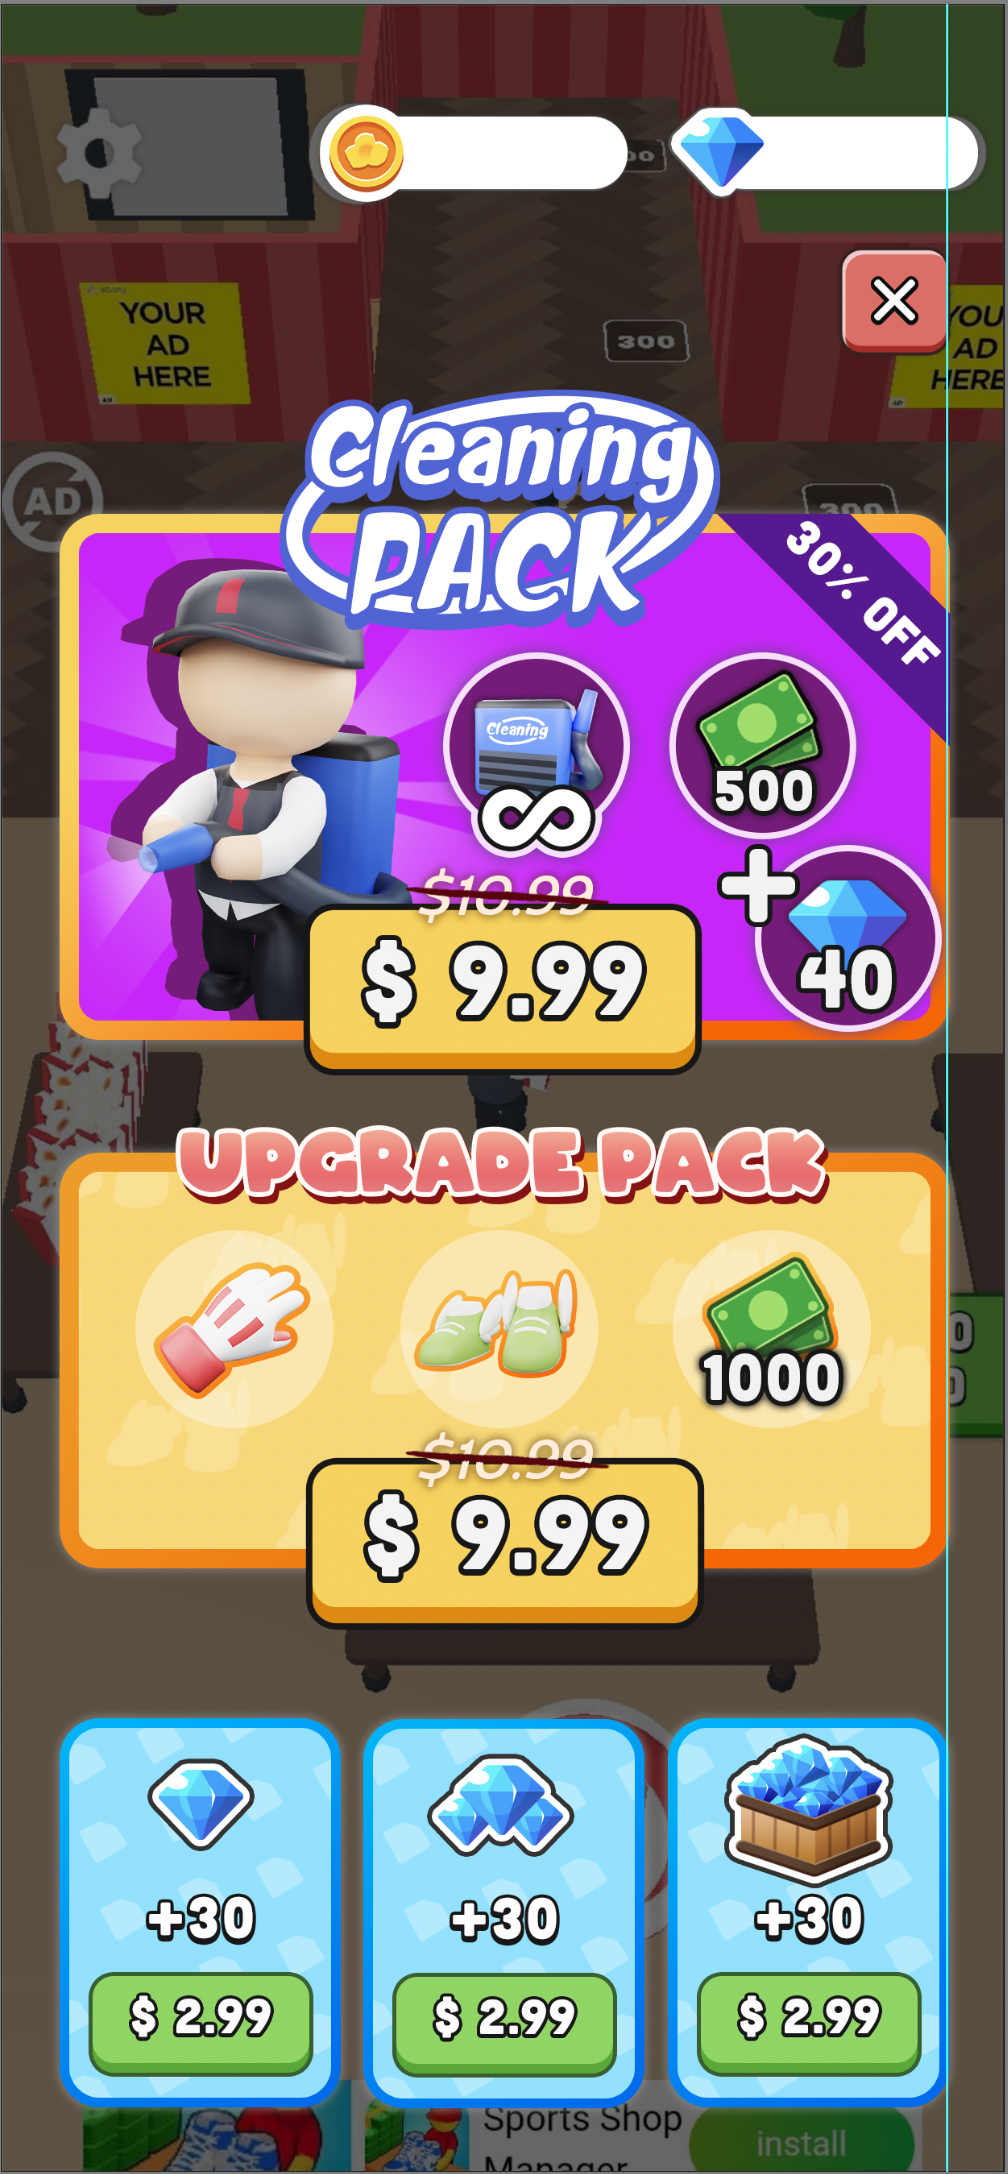 YOUR
AD
HERE
300
YOU
AD
HERE
AD
300
Cleaning
PACK
30% OFF
Cleaning
∞
500
+
40
$10.99
$ 9.99
UPGRADE PACK
1000
$10.99
$ 9.99
+30
+30
+30
$ 2.99
$ 2.99
$ 2.99
Sports Shop
Manager
install